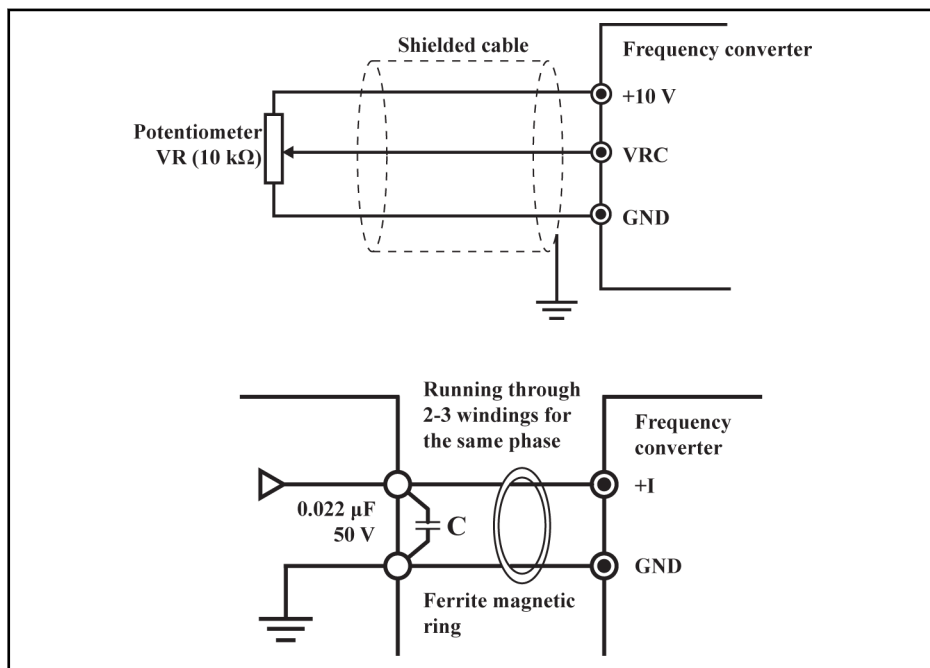 Shielded cable
Frequency converter
+10 V
Potentiometer
VR (10 kΩ)
VRC
GND
Running through
2-3 windings for
the same phase
Frequency
converter
+I
0.022 µF
50 V
C
GND
Ferrite magnetic
ring